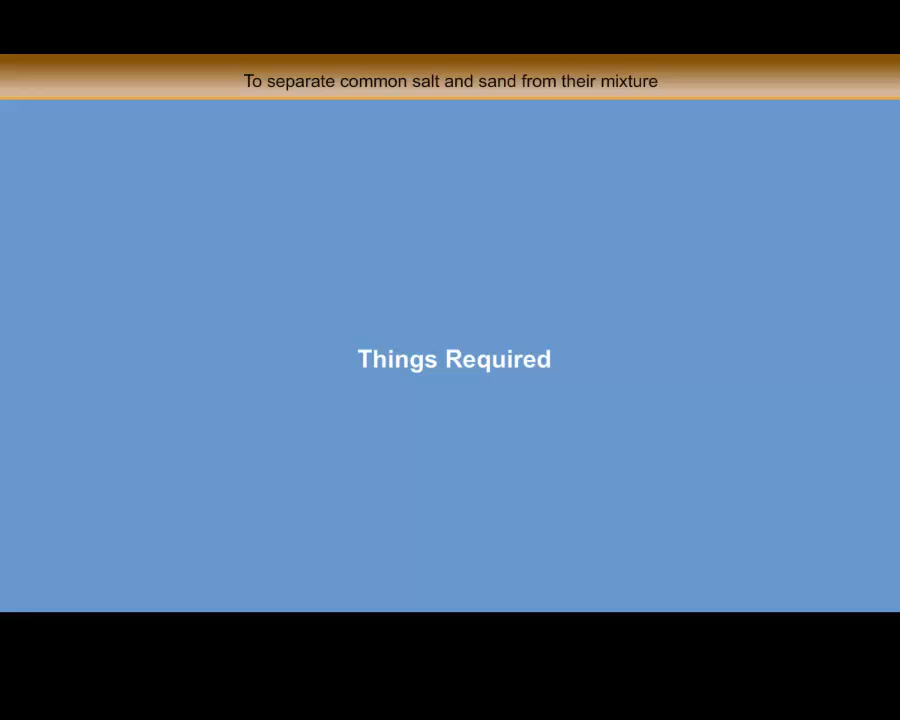 To separate common salt and sand from their mixture
Things Required